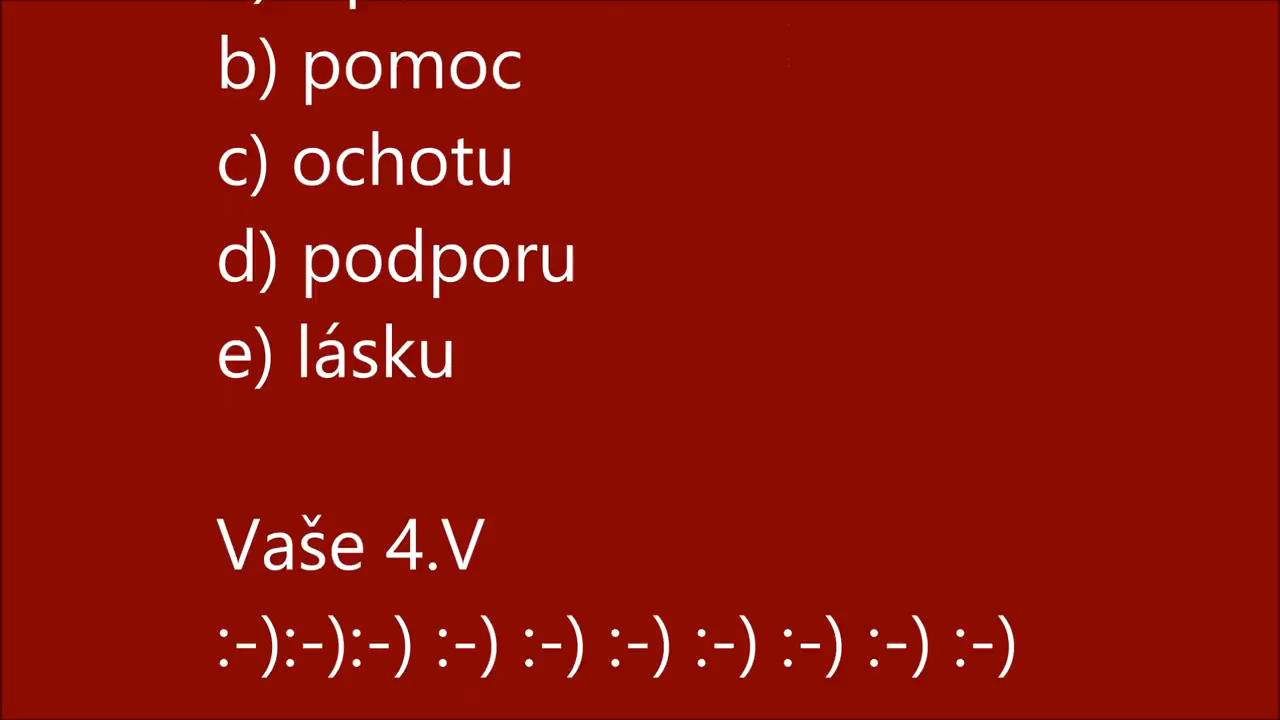 b) pomoc
c) ochotu
d) podporu
e) lásku
Vaše 4.V
:-):-):-) :-) :-) :-) :-) :-) :-) :-)